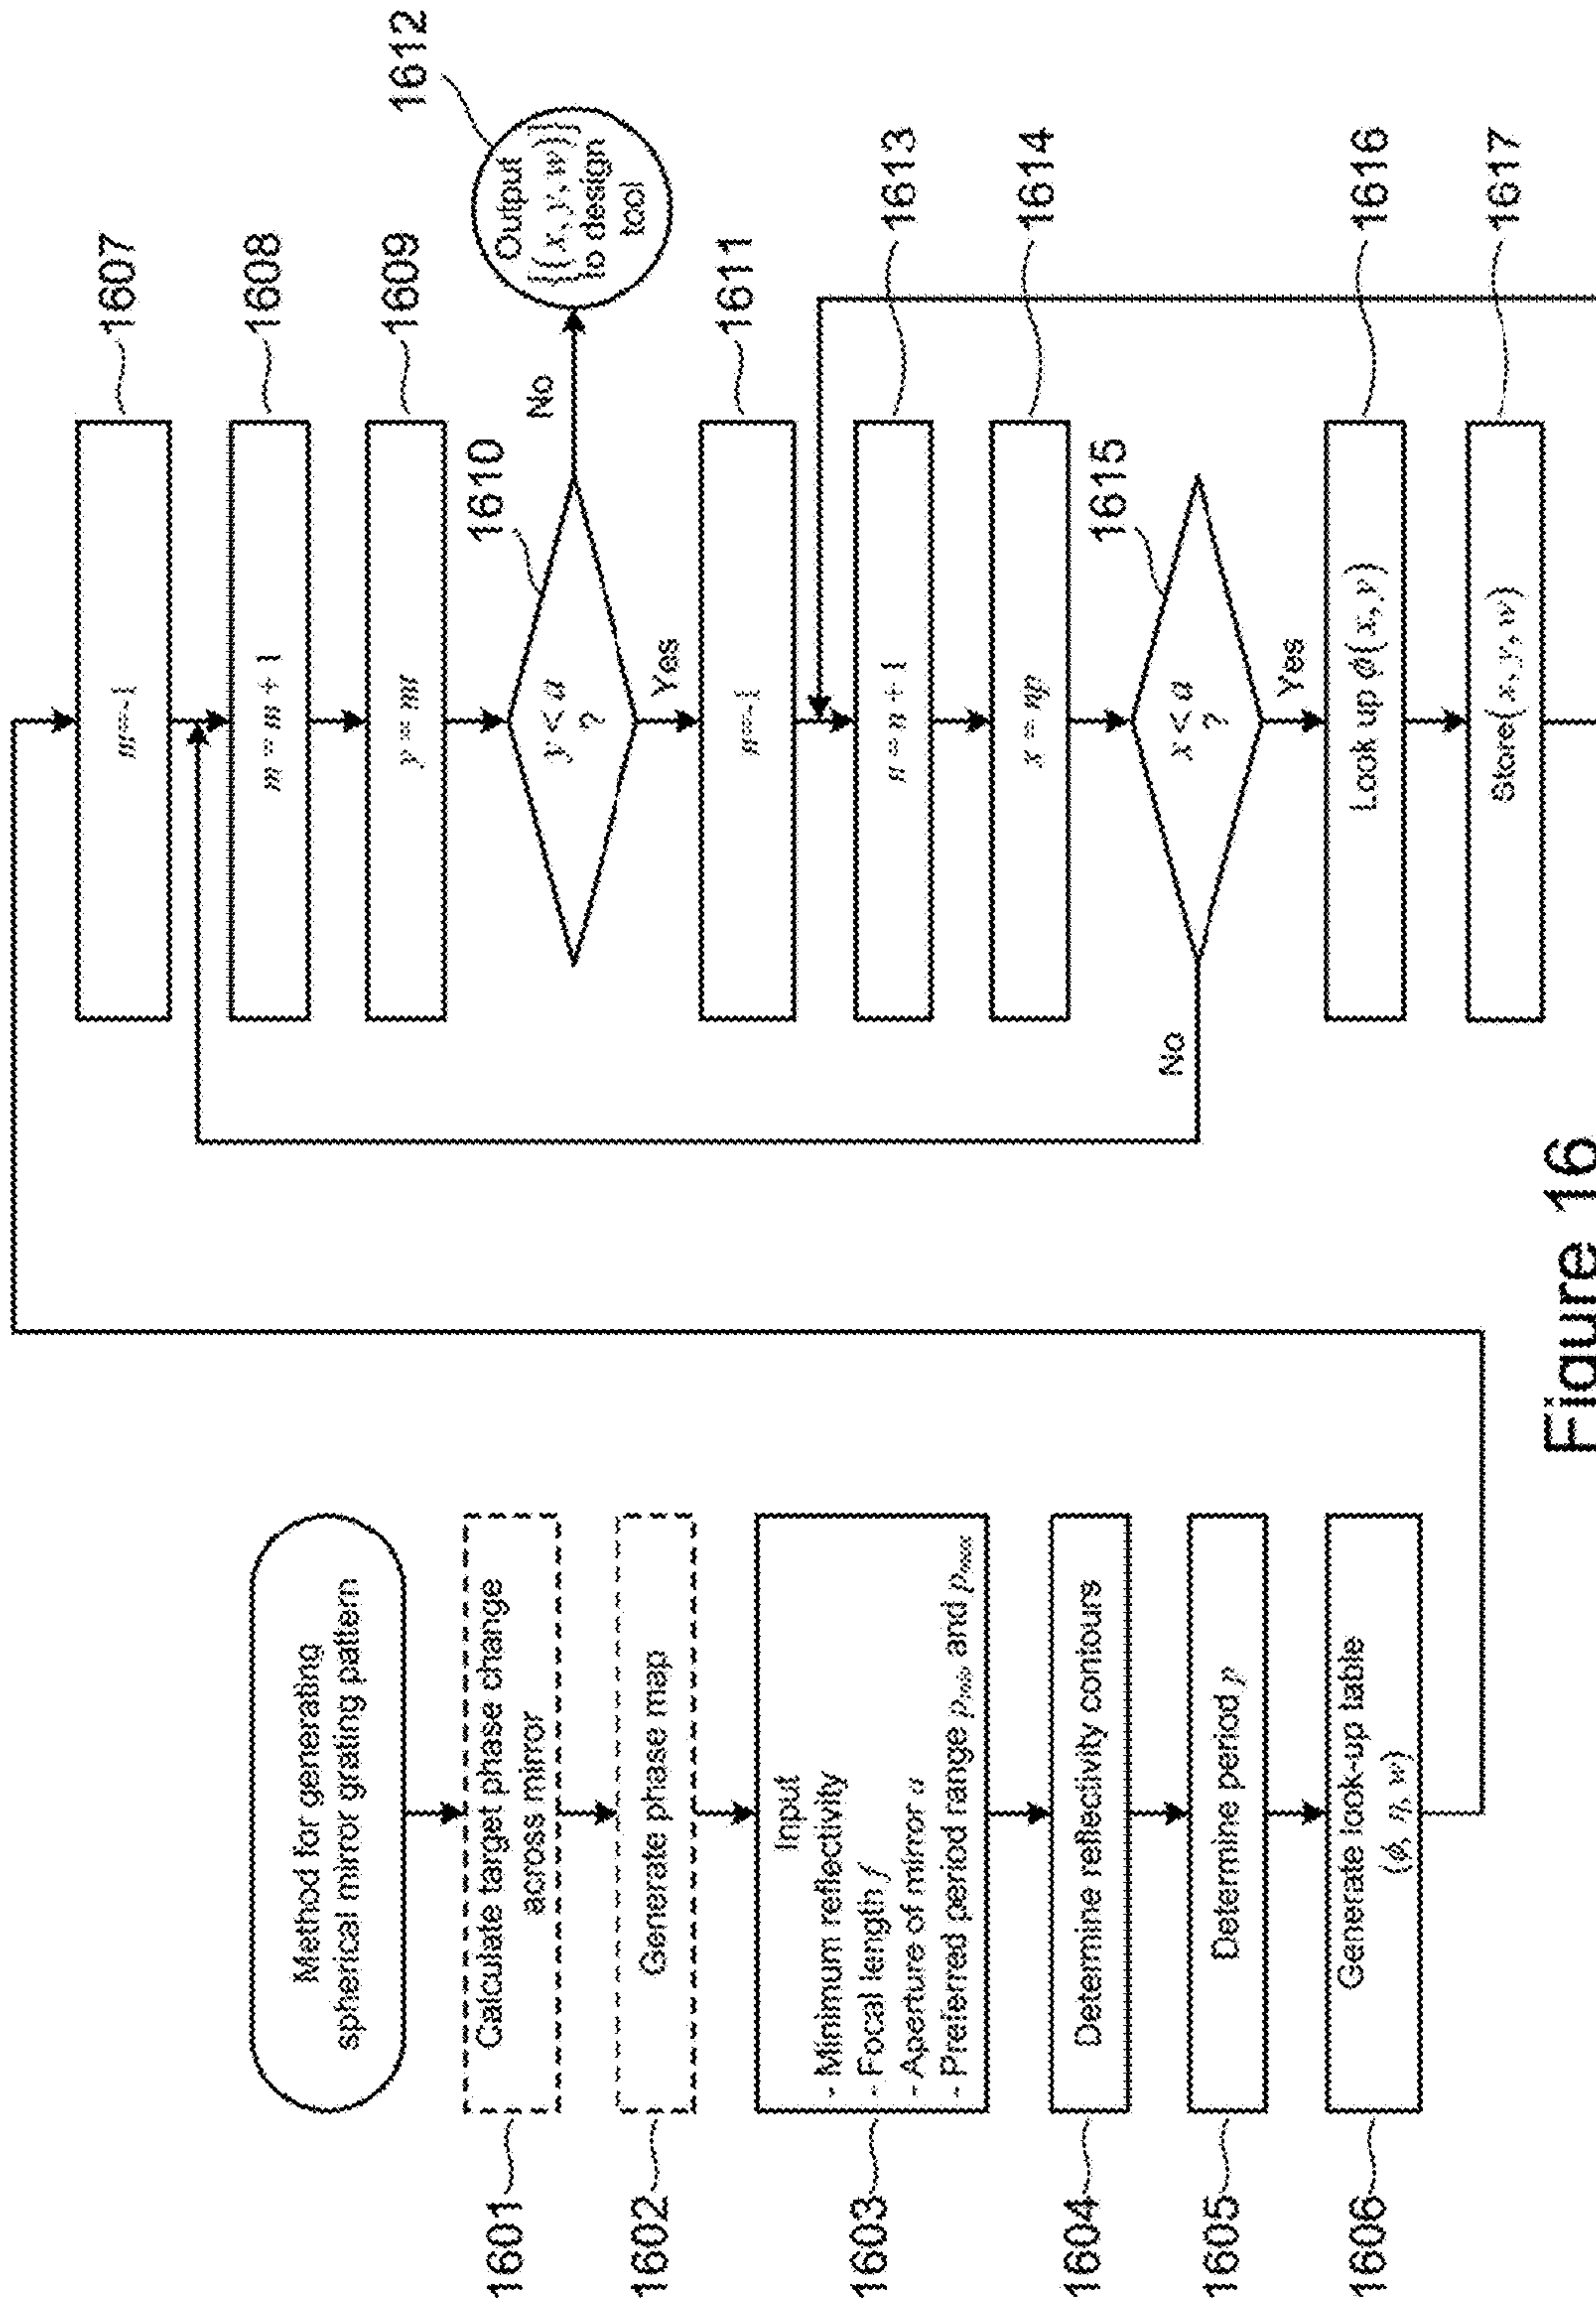 Method for generating
spherical mirror grating pattern
1601
Calculate target phase change
across mirror
1602
Generate phase map
1603
Input
- Minimum reflectivity
- Focal length f
- Aperture of mirror a
- Preferred period range p_min and p_max
1604
Determine reflectivity contours
1605
Determine period p
1606
Generate look-up table
(ϕ, η, w)
1607
m=-1
1608
m = m + 1
1609
1610
y < a
?
No
Yes
1612
Output
{(x, y, w)}
to design
tool
1611
n=-1
1613
n = n + 1
1614
x = np
1615
x < a
?
No
Yes
1616
Look up ϕ(x, y)
1617
Store(x, y, w)
Figure 16